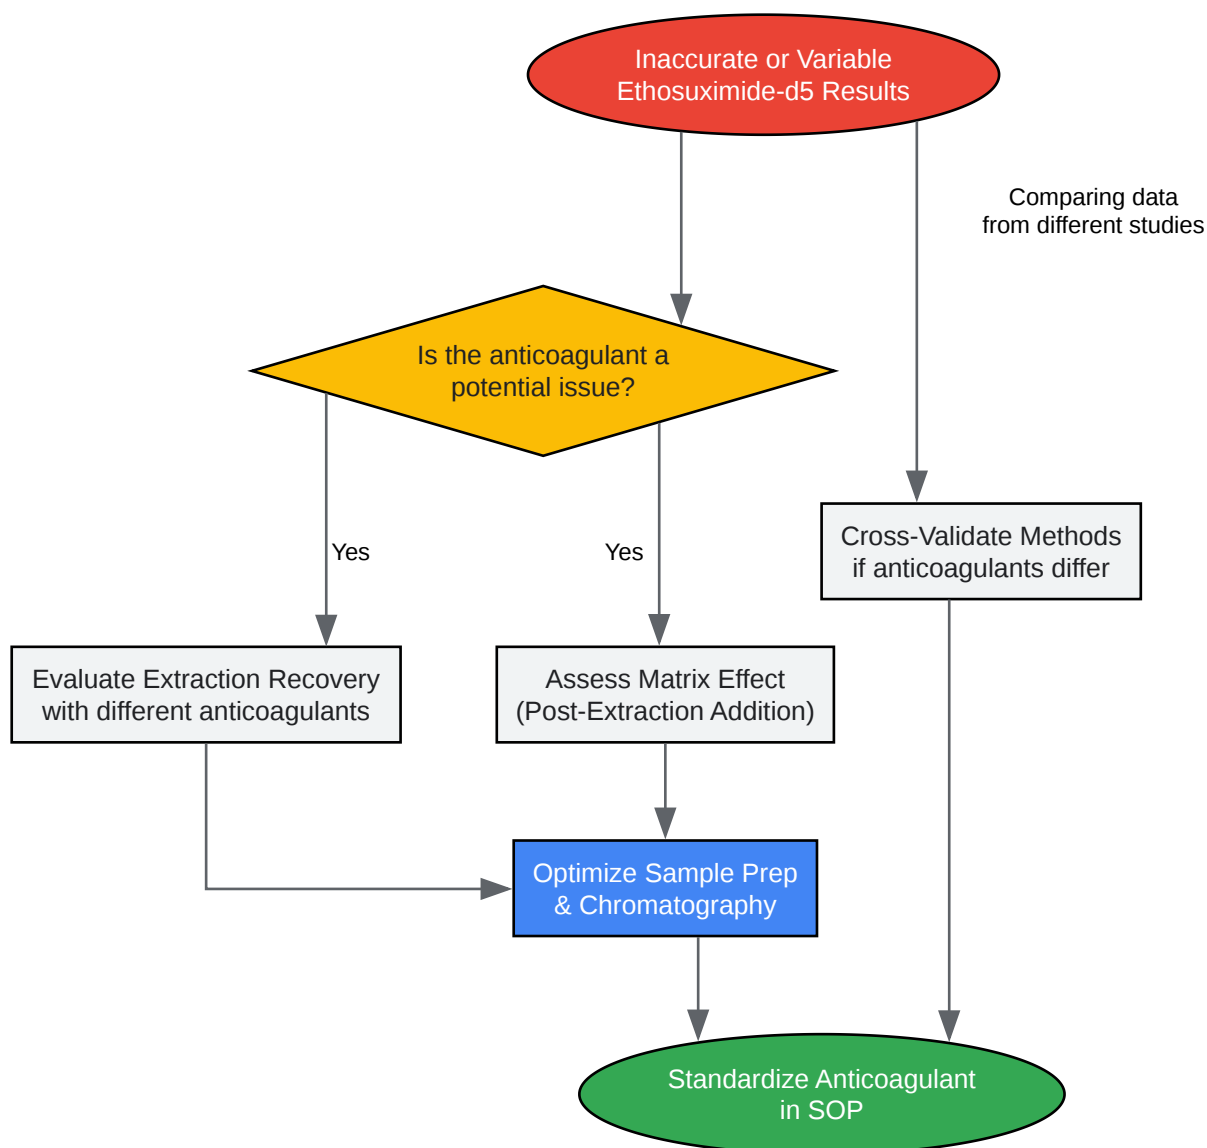 Inaccurate or Variable
Ethosuximide-d5 Results
Comparing data
from different studies
Is the anticoagulant a
potential issue?
Yes
Yes
Cross-Validate Methods
if anticoagulants differ
Evaluate Extraction Recovery
with different anticoagulants
Assess Matrix Effect
(Post-Extraction Addition)
Optimize Sample Prep
& Chromatography
Standardize Anticoagulant
in SOP